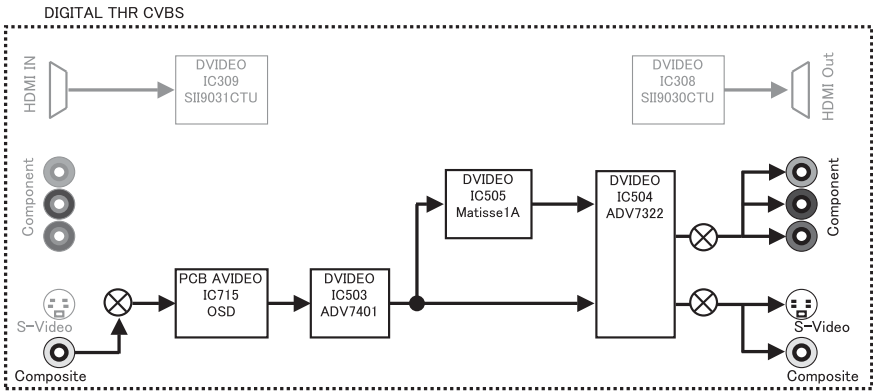 DIGITAL THR CVBS
HDMI IN
DVIDEO
IC309
SII9031CTU
DVIDEO
IC308
SII9030CTU
HDMI Out
Component
DVIDEO
IC505
Matisse1A
DVIDEO
IC504
ADV7322
Component
PCB AVIDEO
IC715
OSD
DVIDEO
IC503
ADV7401
S-Video
S-Video
Composite
Composite